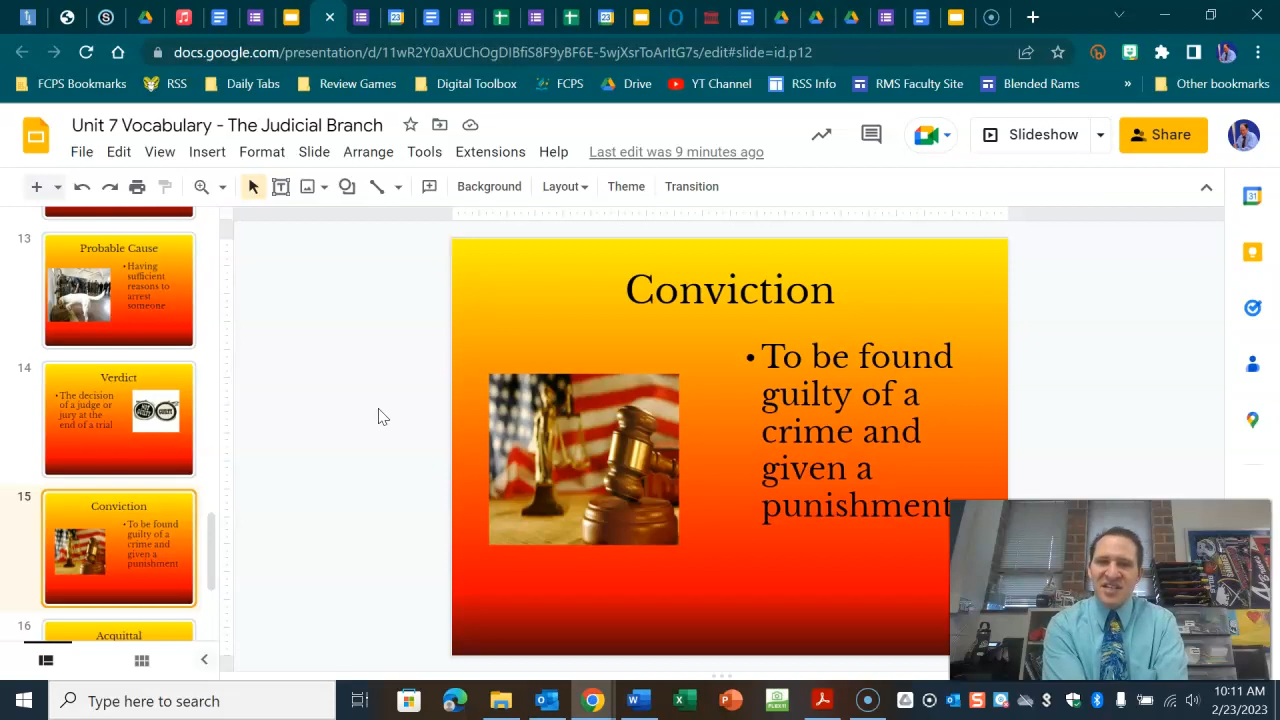 docs.google.com/presentation/d/11wR2Y0aXUChOgDIBfiS8F9yBF6E-5wjXsrToArltG7s/edit#slide=id.p12
FCPS Bookmarks RSS Daily Tabs Review Games Digital Toolbox FCPS Drive YT Channel RSS Info RMS Faculty Site Blended Rams » Other bookmarks
Unit 7 Vocabulary - The Judicial Branch
Slideshow Share
File Edit View Insert Format Slide Arrange Tools Extensions Help Last edit was 9 minutes ago
Background Layout Theme Transition
13
Probable Cause
• Having
sufficient
reasons to
arrest
someone
14
Verdict
• The decision
of a judge or
jury at the
end of a trial
15
Conviction
• To be found
guilty of a
crime and
given a
punishment
16
Acquittal
Conviction
• To be found
guilty of a
crime and
given a
punishment
Type here to search
10:11 AM
2/23/2023